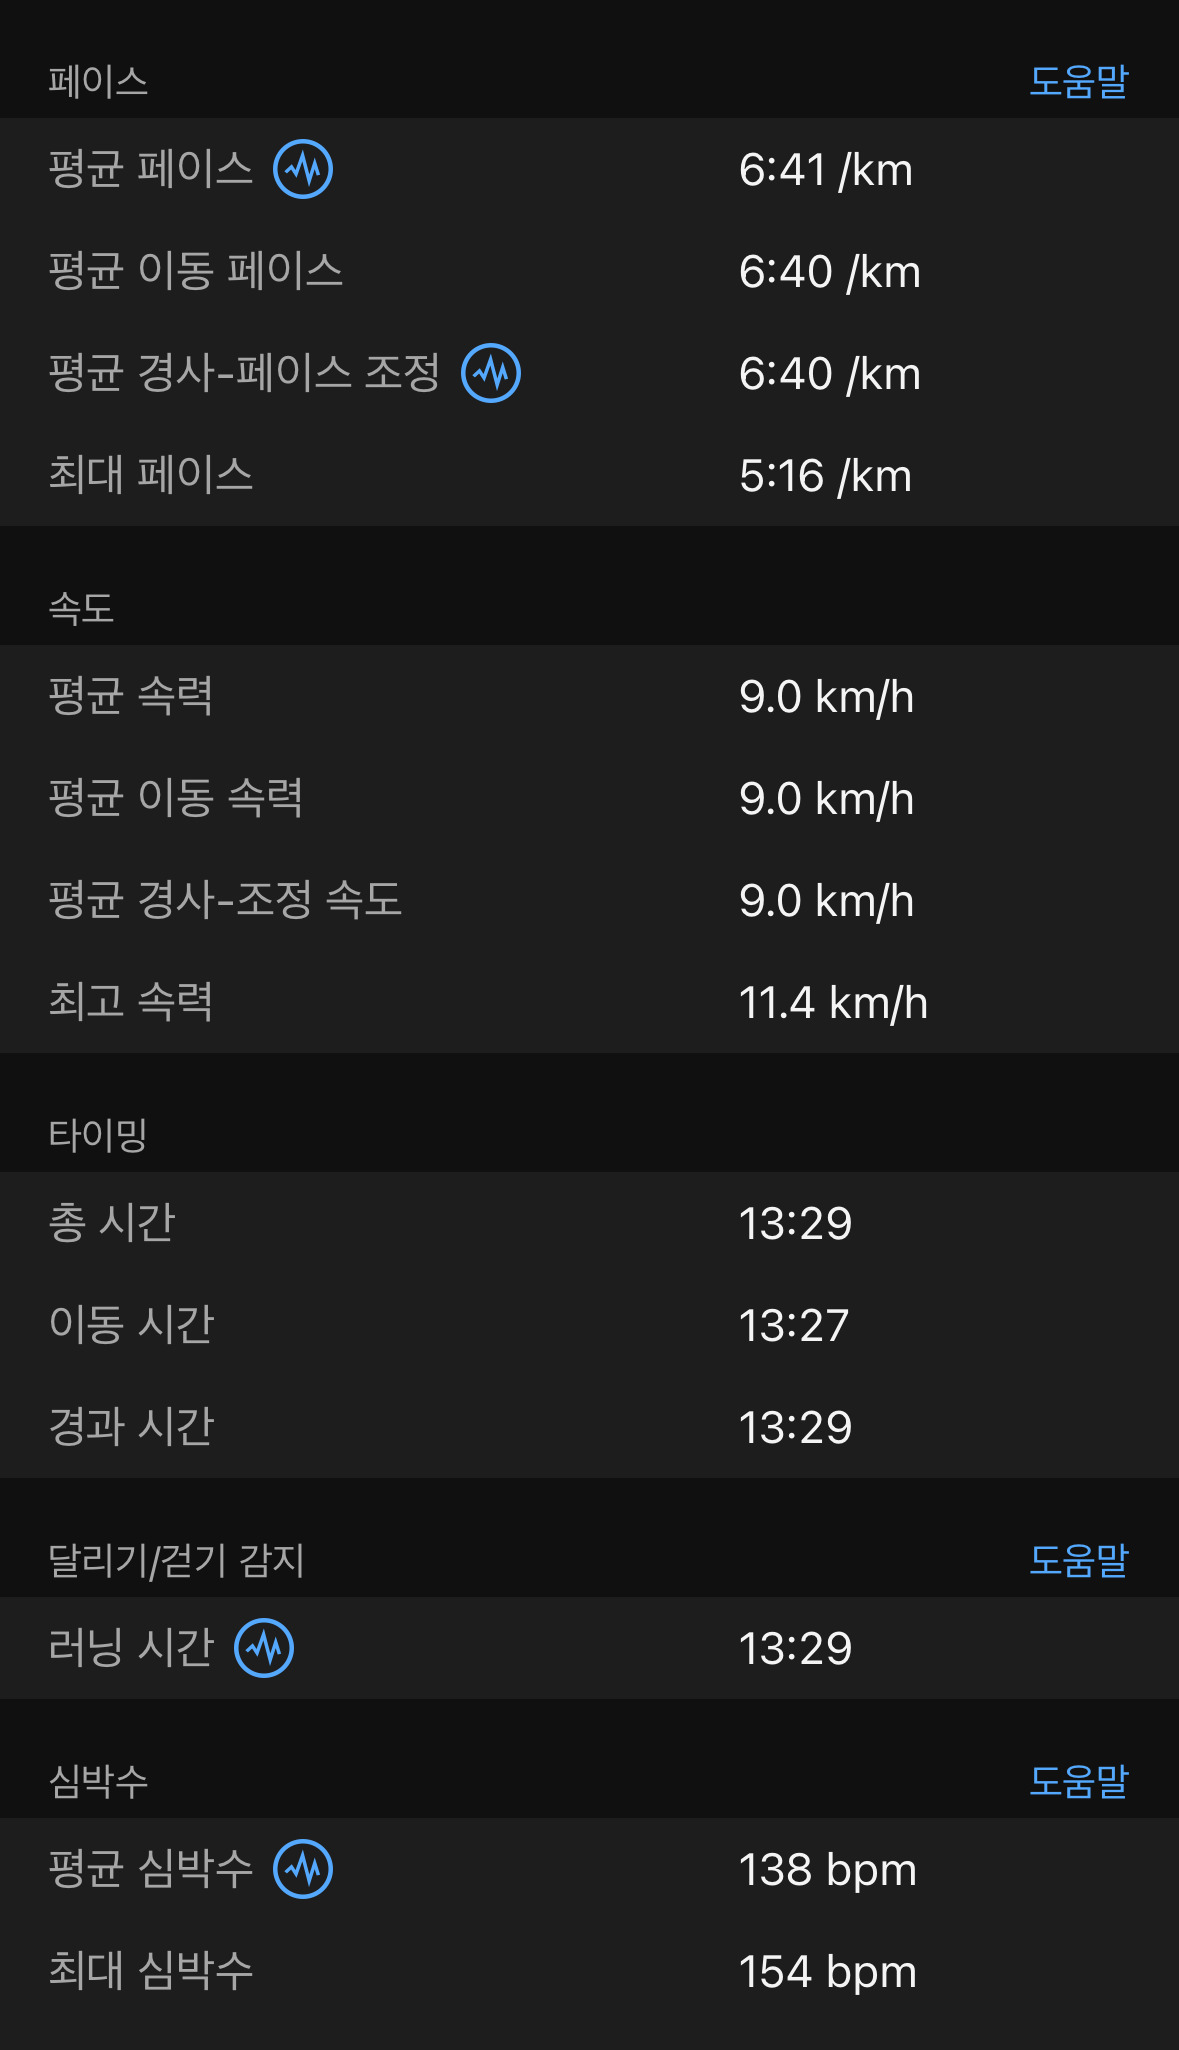 페이스 도움말
평균 페이스 6:41 /km
평균 이동 페이스 6:40 /km
평균 경사-페이스 조정 6:40 /km
최대 페이스 5:16 /km
속도
평균 속력 9.0 km/h
평균 이동 속력 9.0 km/h
평균 경사-조정 속도 9.0 km/h
최고 속력 11.4 km/h
타이밍
총 시간 13:29
이동 시간 13:27
경과 시간 13:29
달리기/걷기 감지 도움말
러닝 시간 13:29
심박수 도움말
평균 심박수 138 bpm
최대 심박수 154 bpm